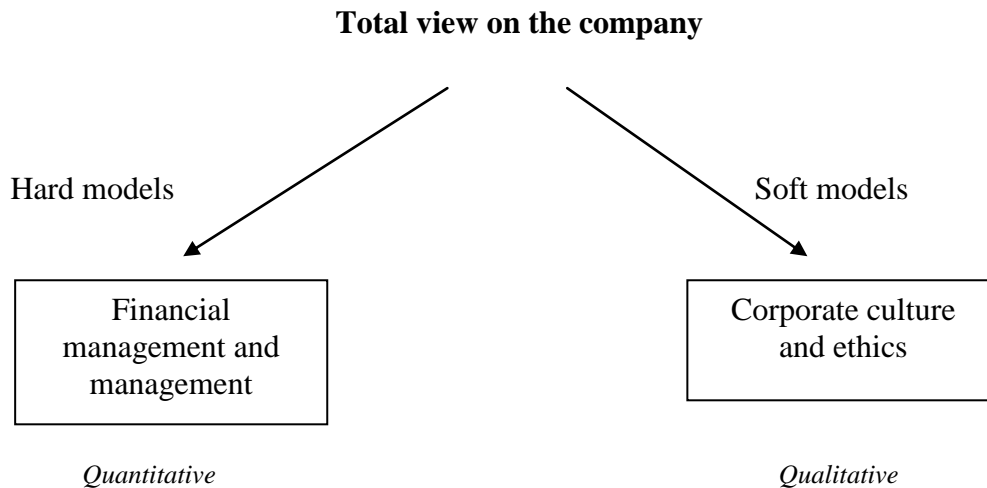 Total view on the company
Hard models
Soft models
Financial
management and
management
Corporate culture
and ethics
Quantitative
Qualitative